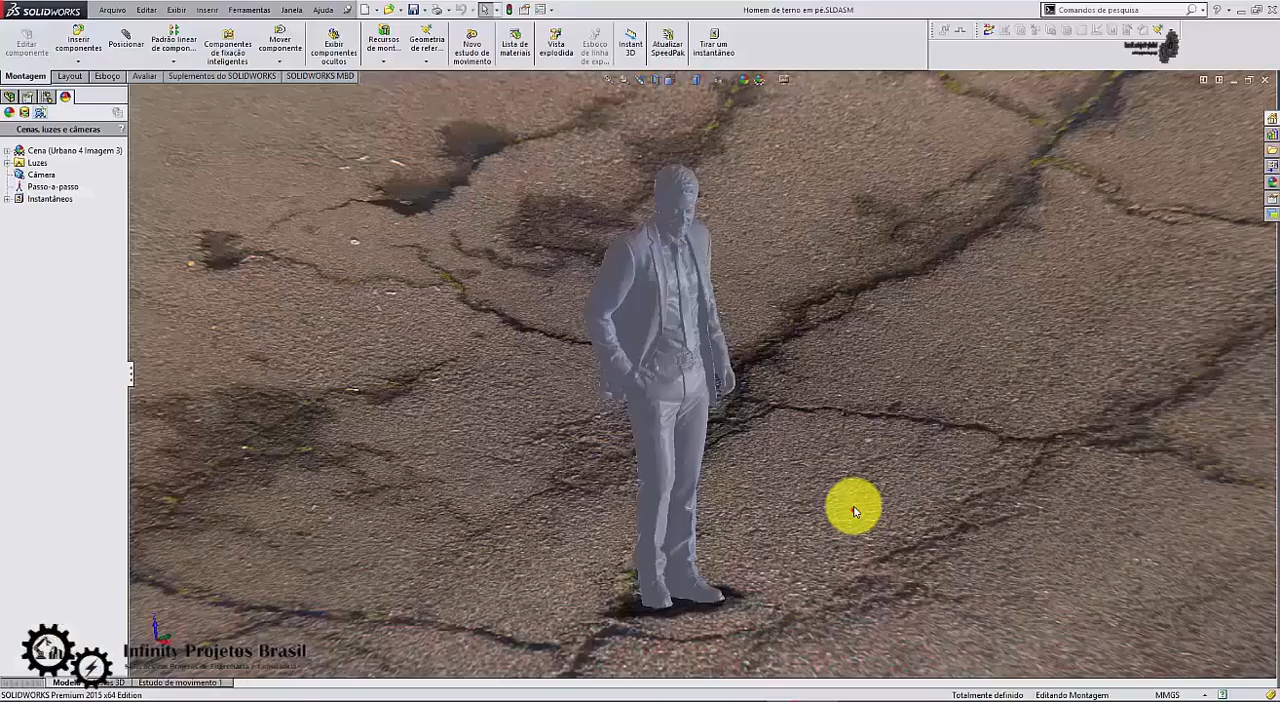 SOLIDWORKS
Arquivo Editar Exibir Inserir Ferramentas Janela Ajuda
Homem de terno em pé.SLDASM
Comandos de pesquisa
Editar componente
Inserir componentes
Posicionar
Padrão linear de compon...
Componentes de fixação inteligentes
Mover componente
Exibir componentes ocultos
Recursos de mont...
Geometria de refer...
Novo estudo de movimento
Lista de materiais
Vista explodida
Esboço de linha de exp...
Instant 3D
Atualizar SpeedPak
Tirar um instantâneo
Montagem Layout Esboço Avaliar Suplementos do SOLIDWORKS SOLIDWORKS MBD
Cenas, luzes e câmeras ?
Cena (Urbano 4 Imagem 3)
Luzes
Câmera
Passo-a-passo
Instantâneos
Infinity Projetos Brasil
Modelo 3D Estudo de movimento 1
SOLIDWORKS Premium 2015 x64 Edition
Totalmente definido Editando Montagem MMGS